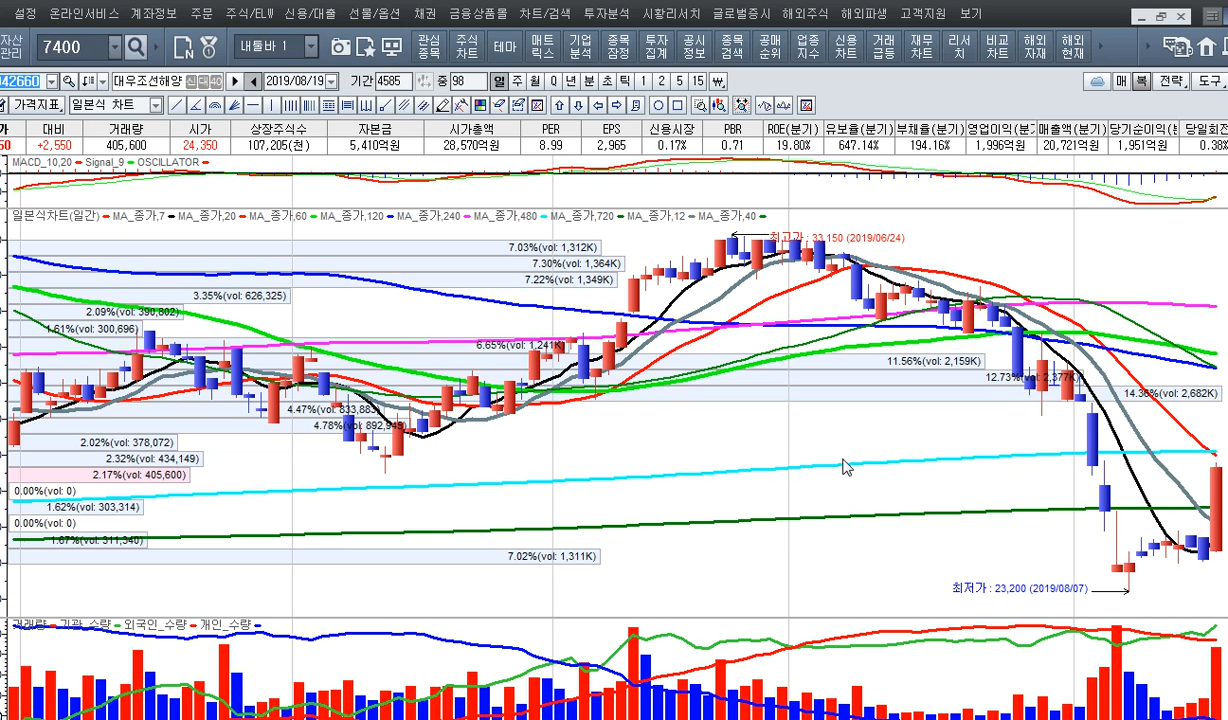 설정 온라인서비스 계좌정보 주문 주식/ELW 신용/대출 선물/옵션 채권 금융상품몰 차트/검색 투자분석 시황리서치 글로벌증시 해외주식 해외파생 고객지원 보기
자산관리 7400 내툴바 1 관심종목 주식차트 테마 매트릭스 기업분석 종목잠정 투자집계 공시정보 종목검색 공매순위 업종지수 신용차트 거래급등 재무차트 리서치 비교차트 해외자재 해외현재
042660 대우조선해양 신대40 2019/08/19 기간 4585 중 98 일 주 월 Q 년 분 초 틱 1 2 5 15 매 복 전략 도구
가격지표 일본식 차트
가 대비 거래량 시가 상장주식수 자본금 시가총액 PER EPS 신용시장 PBR ROE(분기) 유보율(분기) 부채율(분기) 영업이익(분 매출액(분기) 당기순이익(분 당일회전
50 +2,550 405,600 24,350 107,205(천) 5,410억원 28,570억원 8.99 2,965 0.17% 0.71 19.80% 647.14% 194.16% 1,996억원 20,721억원 1,951억원 0.38%
MACD_10,20 Signal_9 OSCILLATOR
일본식차트(일간) MA_종가,7 MA_종가,20 MA_종가,60 MA_종가,120 MA_종가,240 MA_종가,480 MA_종가,720 MA_종가,12 MA_종가,40
최고가 : 33,150 (2019/06/24)
7.03%(vol: 1,312K)
7.30%(vol: 1,364K)
7.22%(vol: 1,349K)
3.35%(vol: 626,325)
2.09%(vol: 390,802)
1.61%(vol: 300,696)
6.65%(vol: 1,241K)
11.56%(vol: 2,159K)
12.73%(vol: 2,377K)
14.36%(vol: 2,682K)
4.47%(vol: 833,883)
4.78%(vol: 892,943)
2.02%(vol: 378,072)
2.32%(vol: 434,149)
2.17%(vol: 405,600)
0.00%(vol: 0)
1.62%(vol: 303,314)
0.00%(vol: 0)
1.67%(vol: 311,340)
7.02%(vol: 1,311K)
최저가 : 23,200 (2019/08/07)
거래량 기관_수량 외국인_수량 개인_수량